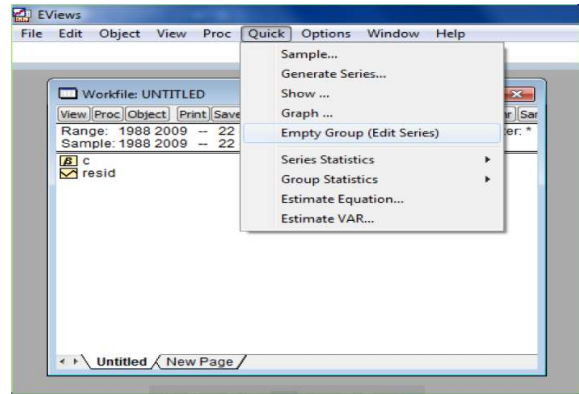 EViews
File Edit Object View Proc Quick Options Window Help
Sample...
Generate Series...
Show ...
Graph ...
Empty Group (Edit Series)
Series Statistics
Group Statistics
Estimate Equation...
Estimate VAR...
Workfile: UNTITLED
View Proc Object Print Save
Range: 1988 2009 -- 22
Sample: 1988 2009 -- 22
c
resid
Untitled New Page